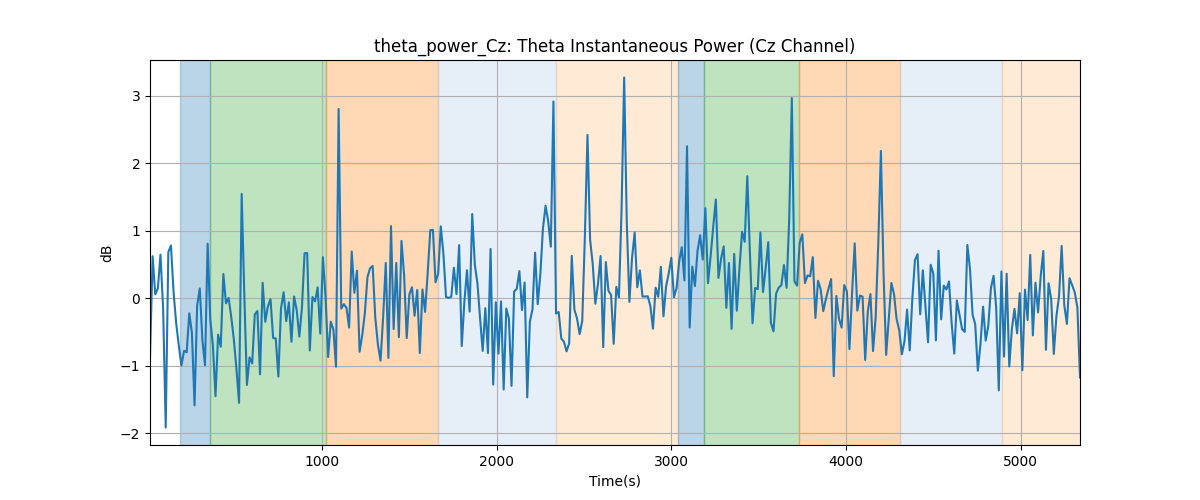 theta_power_Cz: Theta Instantaneous Power (Cz Channel)
dB
3
2
1
0
−1
−2
1000 2000 3000 4000 5000
Time(s)